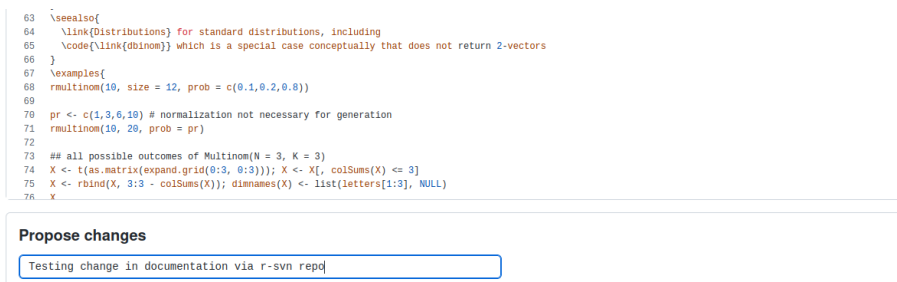 63 \seealso{
64 \link{Distributions} for standard distributions, including
65 \code{\link{dbinom}} which is a special case conceptually that does not return 2-vectors
66 }
67 \examples{
68 rmultinom(10, size = 12, prob = c(0.1,0.2,0.8))
69
70 pr <- c(1,3,6,10) # normalization not necessary for generation
71 rmultinom(10, 20, prob = pr)
72
73 ## all possible outcomes of Multinom(N = 3, K = 3)
74 X <- t(as.matrix(expand.grid(0:3, 0:3))); X <- X[, colSums(X) <= 3]
75 X <- rbind(X, 3:3 - colSums(X)); dimnames(X) <- list(letters[1:3], NULL)
76 X
Propose changes
Testing change in documentation via r-svn repo